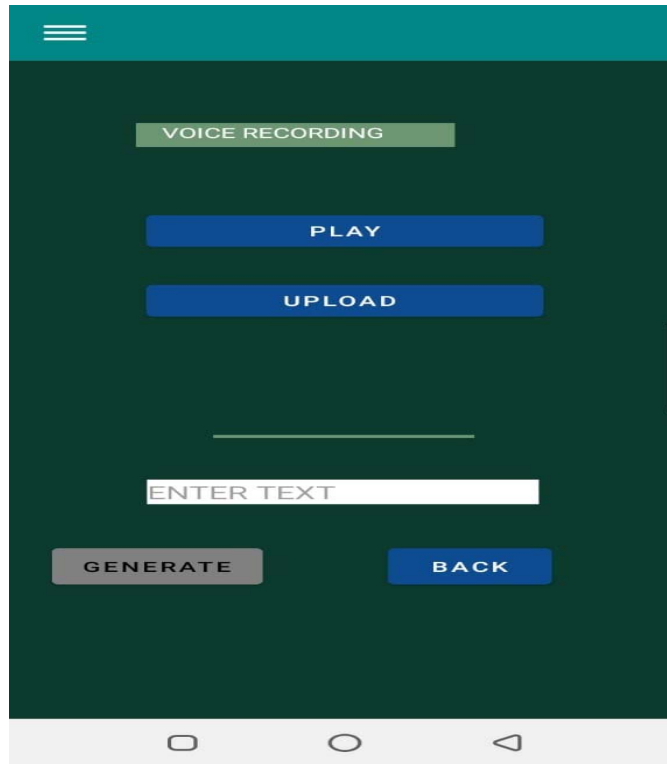 VOICE RECORDING
PLAY
UPLOAD
ENTER TEXT
GENERATE
BACK